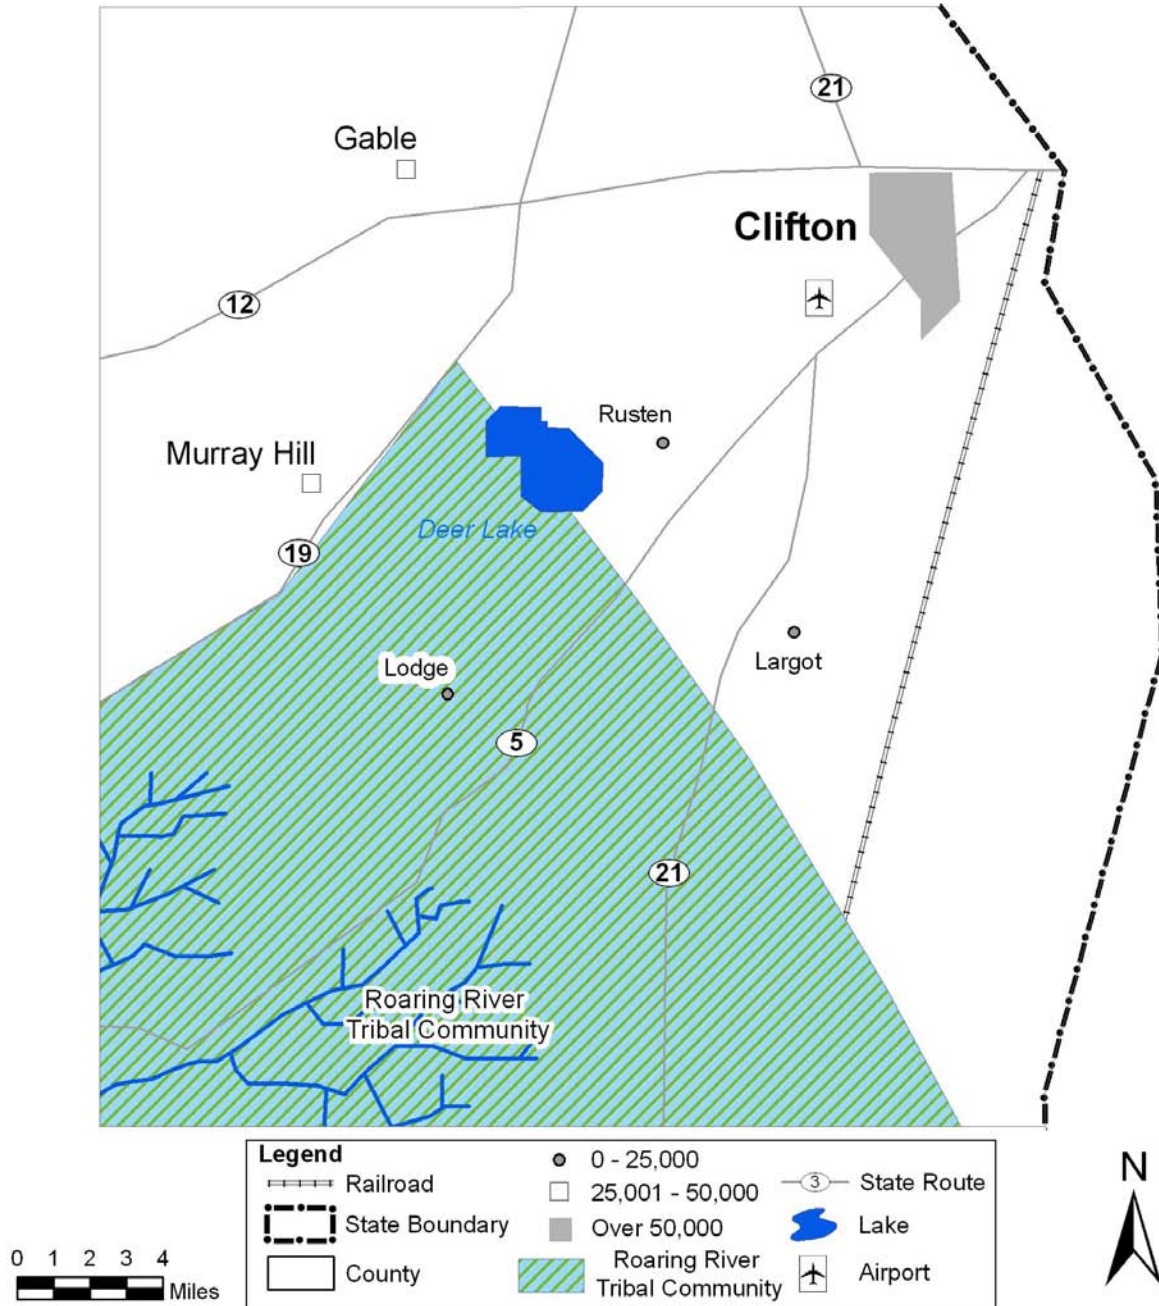 21
Gable
Clifton
12
Rusten
Murray Hill
Deer Lake
19
Lodge
Largot
5
21
Roaring River
Tribal Community
Legend
Railroad
State Boundary
County
0 - 25,000
25,001 - 50,000
Over 50,000
Roaring River
Tribal Community
3 State Route
Lake
Airport
0 1 2 3 4
Miles
N